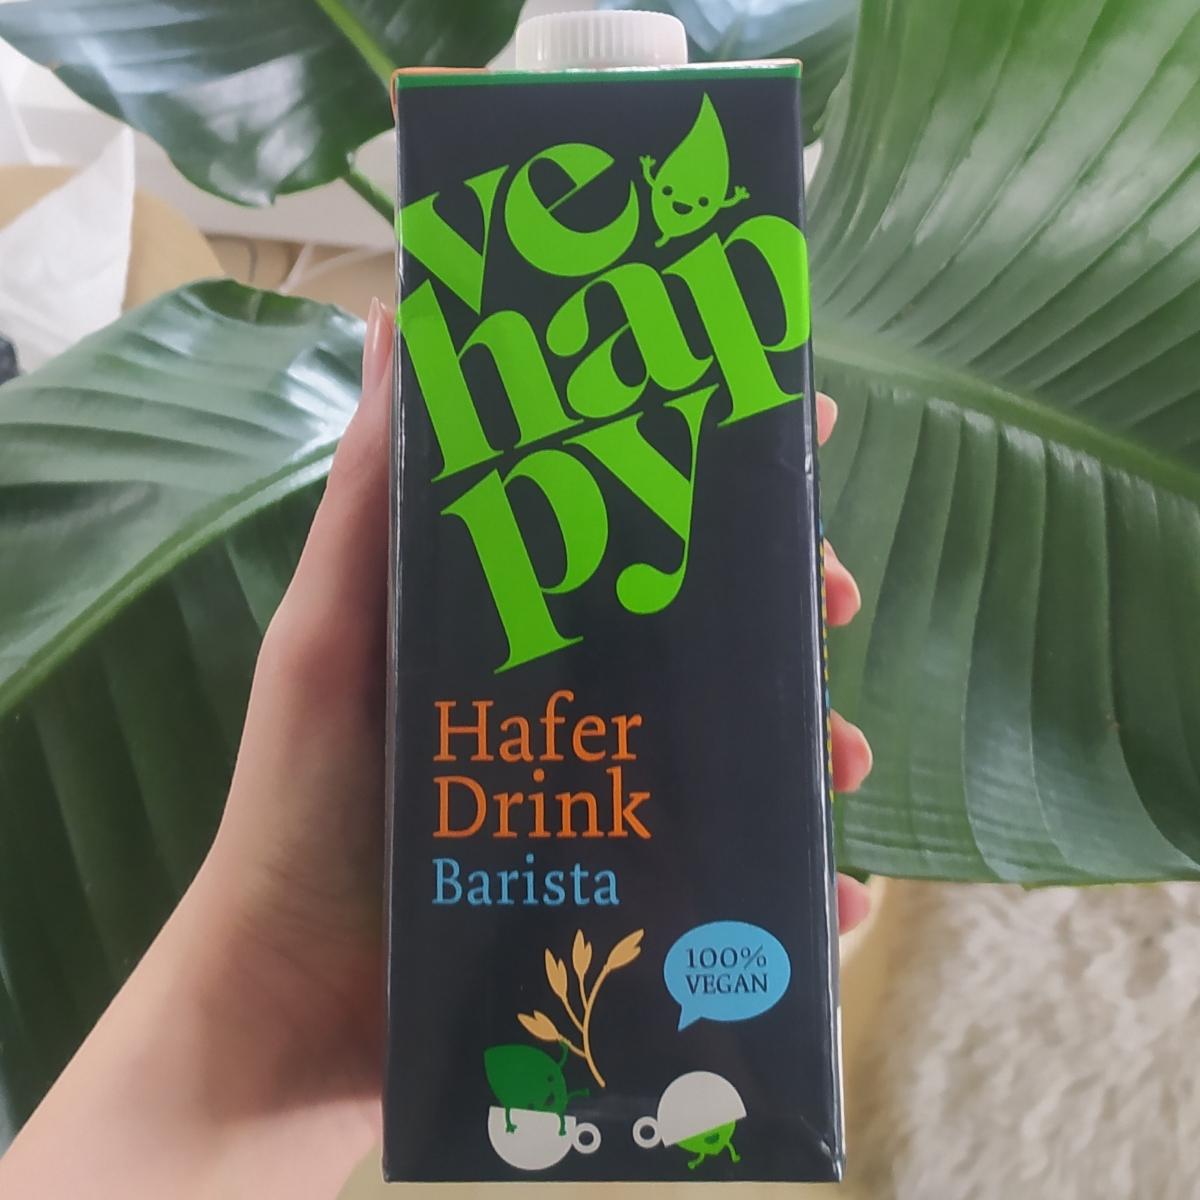 ve
hap
py
Hafer
Drink
Barista
100%
VEGAN